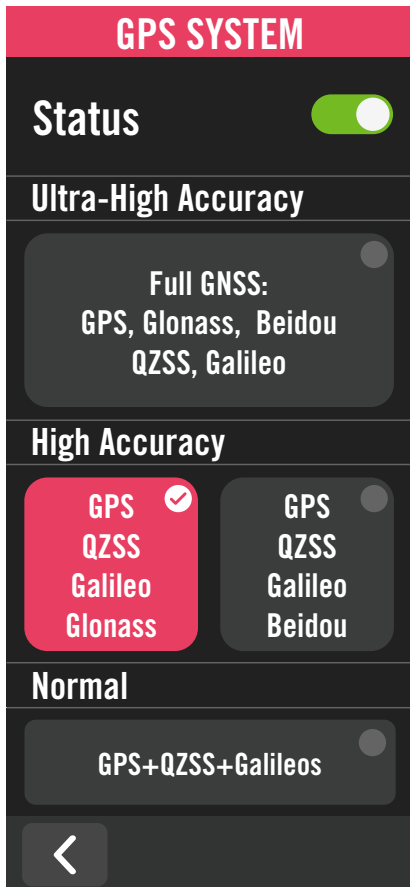 GPS SYSTEM
Status
Ultra-High Accuracy
Full GNSS:
GPS, Glonass, Beidou
QZSS, Galileo
High Accuracy
GPS
QZSS
Galileo
Glonass
GPS
QZSS
Galileo
Beidou
Normal
GPS+QZSS+Galileos